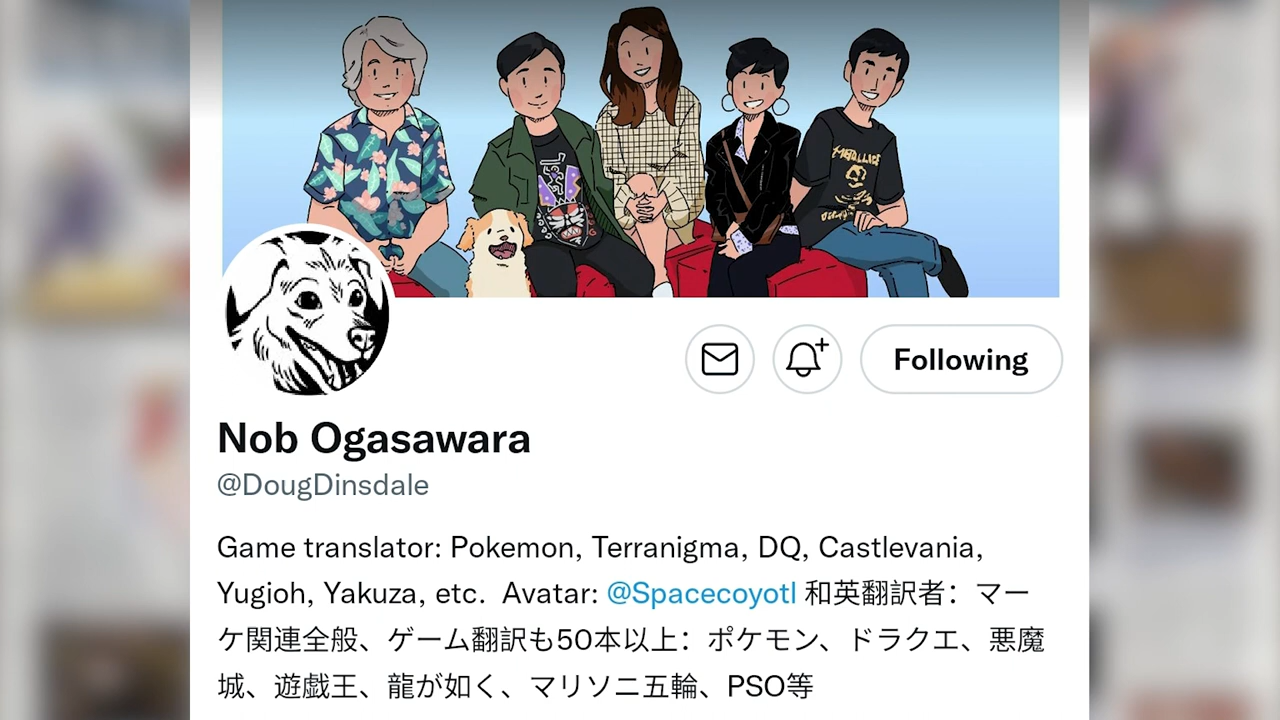 METALLICA
Following
Nob Ogasawara
@DougDinsdale
Game translator: Pokemon, Terranigma, DQ, Castlevania,
Yugioh, Yakuza, etc. Avatar: @Spacecoyotl 和英翻訳者：マー
ケ関連全般、ゲーム翻訳も50本以上：ポケモン、ドラクエ、悪魔
城、遊戯王、龍が如く、マリソニ五輪、PSO等